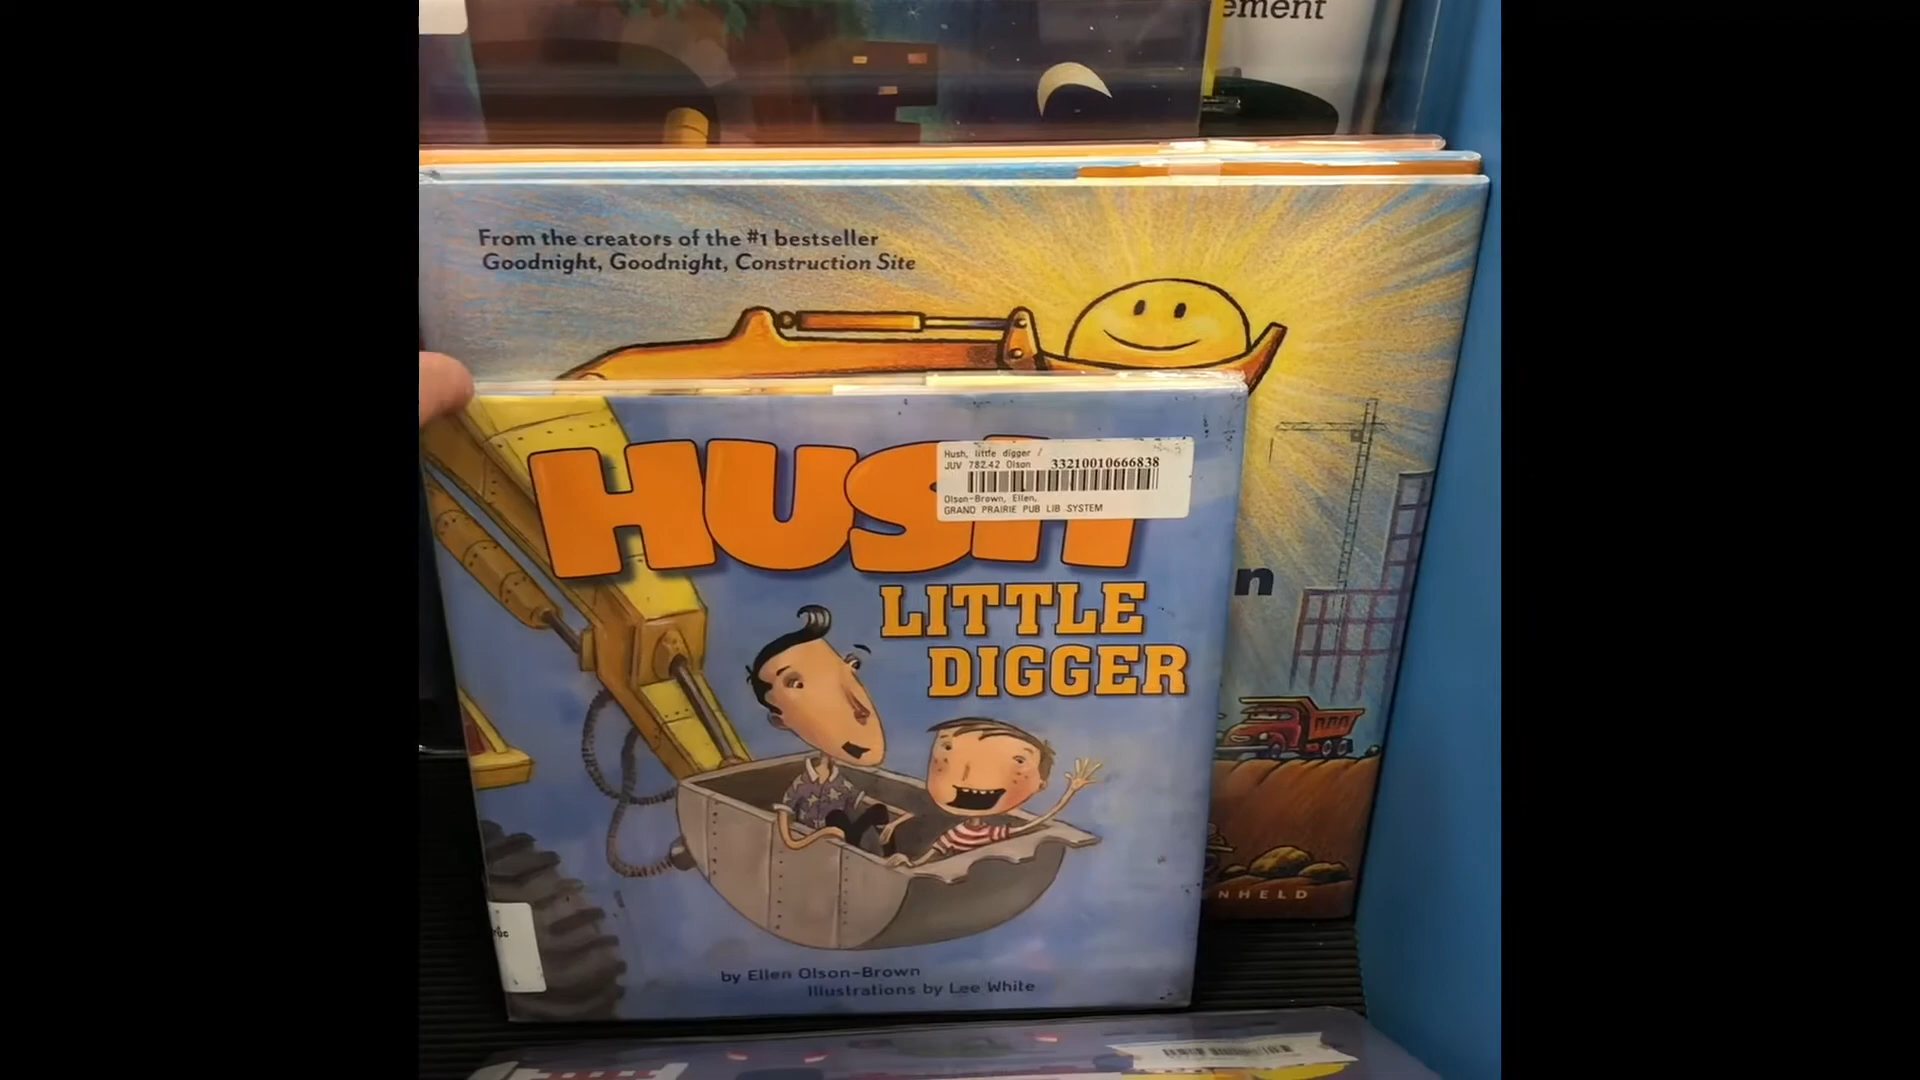 ement
From the creators of the #1 bestseller
Goodnight, Goodnight, Construction Site
HUSH
Hush, little digger /
JUV 782.42 Olson 33210010666838
Olson-Brown, Ellen,
GRAND PRAIRIE PUB LIB SYSTEM
n
LITTLE
DIGGER
NHELD
by Ellen Olson-Brown
Illustrations by Lee White